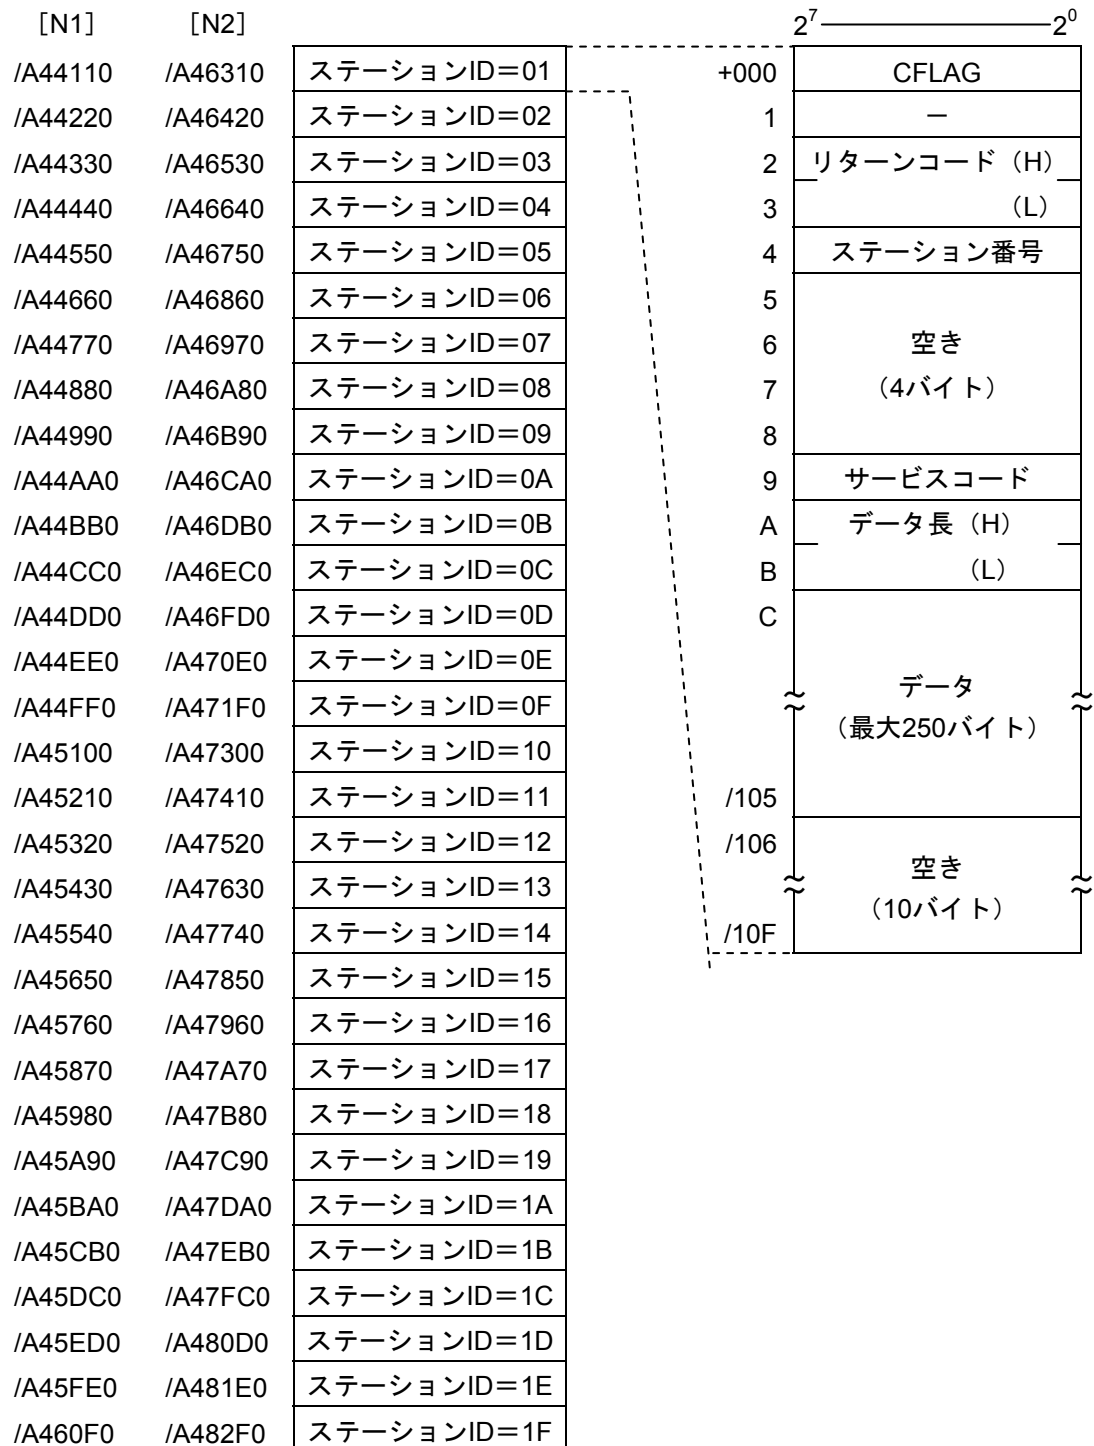 ［N1］ ［N2］ 2⁷ 2⁰
/A44110 /A46310 ステーションID＝01 +000 CFLAG
/A44220 /A46420 ステーションID＝02 1 －
/A44330 /A46530 ステーションID＝03 2 リターンコード（H）
/A44440 /A46640 ステーションID＝04 3 （L）
/A44550 /A46750 ステーションID＝05 4 ステーション番号
/A44660 /A46860 ステーションID＝06 5
/A44770 /A46970 ステーションID＝07 6 空き
/A44880 /A46A80 ステーションID＝08 7 （4バイト）
/A44990 /A46B90 ステーションID＝09 8
/A44AA0 /A46CA0 ステーションID＝0A 9 サービスコード
/A44BB0 /A46DB0 ステーションID＝0B A データ長（H）
/A44CC0 /A46EC0 ステーションID＝0C B （L）
/A44DD0 /A46FD0 ステーションID＝0D C
/A44EE0 /A470E0 ステーションID＝0E データ
/A44FF0 /A471F0 ステーションID＝0F （最大250バイト）
/A45100 /A47300 ステーションID＝10
/A45210 /A47410 ステーションID＝11 /105
/A45320 /A47520 ステーションID＝12 /106 空き
/A45430 /A47630 ステーションID＝13 （10バイト）
/A45540 /A47740 ステーションID＝14 /10F
/A45650 /A47850 ステーションID＝15
/A45760 /A47960 ステーションID＝16
/A45870 /A47A70 ステーションID＝17
/A45980 /A47B80 ステーションID＝18
/A45A90 /A47C90 ステーションID＝19
/A45BA0 /A47DA0 ステーションID＝1A
/A45CB0 /A47EB0 ステーションID＝1B
/A45DC0 /A47FC0 ステーションID＝1C
/A45ED0 /A480D0 ステーションID＝1D
/A45FE0 /A481E0 ステーションID＝1E
/A460F0 /A482F0 ステーションID＝1F